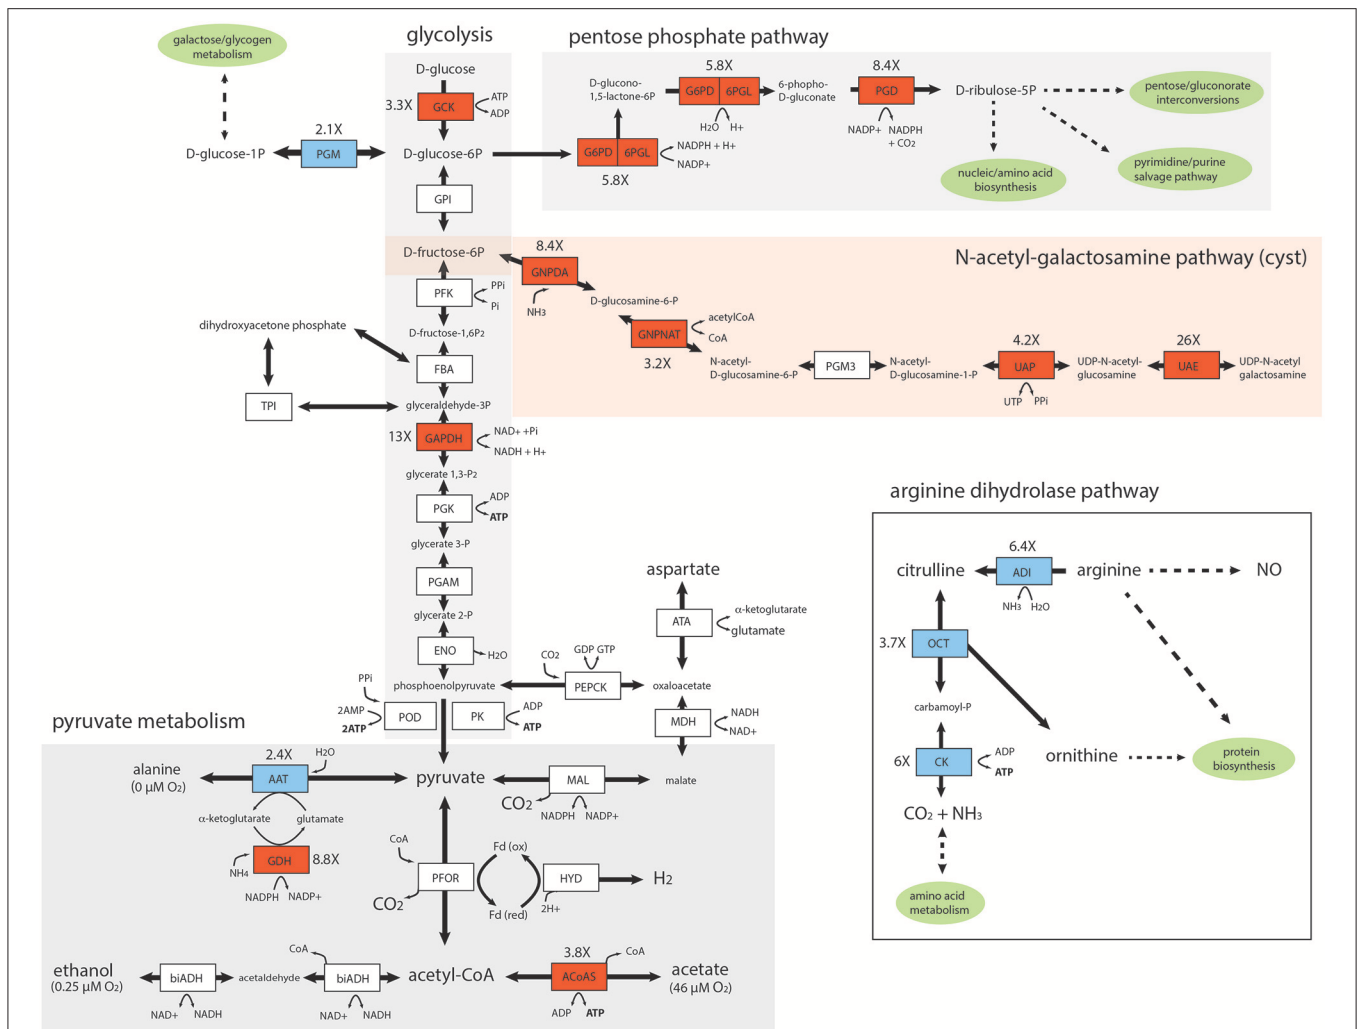 galactose/glycogen
metabolism
glycolysis
D-glucose
3.3X
GCK
ATP
ADP
2.1X
D-glucose-1P
PGM
D-glucose-6P
GPI
D-fructose-6P
PFK
PPi
Pi
dihydroxyacetone phosphate
D-fructose-1,6P2
FBA
TPI
glyceraldehyde-3P
13X
GAPDH
NAD+ +Pi
NADH + H+
glycerate 1,3-P2
PGK
ADP
ATP
glycerate 3-P
PGAM
glycerate 2-P
ENO
H2O
phosphoenolpyruvate
PPi
2AMP
2ATP
POD
PK
ADP
ATP
pentose phosphate pathway
D-glucono-
1,5-lactone-6P
5.8X
G6PD
6PGL
H2O
H+
6-phopho-
D-gluconate
8.4X
PGD
NADP+
NADPH
+ CO2
D-ribulose-5P
pentose/gluconorate
interconversions
G6PD
6PGL
NADPH + H+
NADP+
5.8X
nucleic/amino acid
biosynthesis
pyrimidine/purine
salvage pathway
N-acetyl-galactosamine pathway (cyst)
8.4X
GNPDA
NH3
D-glucosamine-6-P
GNPNAT
acetylCoA
CoA
3.2X
N-acetyl-
D-glucosamine-6-P
PGM3
N-acetyl-
D-glucosamine-1-P
4.2X
UAP
UTP
PPi
UDP-N-acetyl-
glucosamine
26X
UAE
UDP-N-acetyl
galactosamine
aspartate
ATA
α-ketoglutarate
glutamate
CO2
GDP GTP
PEPCK
oxaloacetate
MDH
NADH
NAD+
pyruvate metabolism
alanine
(0 μM O2)
2.4X
AAT
H2O
pyruvate
MAL
malate
CO2
NADPH
NADP+
α-ketoglutarate
glutamate
GDH
8.8X
NH4
NADPH
NADP+
CoA
PFOR
CO2
Fd (ox)
Fd (red)
HYD
2H+
H2
ethanol
(0.25 μM O2)
biADH
NAD+
NADH
acetaldehyde
CoA
biADH
NAD+
NADH
acetyl-CoA
3.8X
ACoAS
CoA
ADP
ATP
acetate
(46 μM O2)
arginine dihydrolase pathway
6.4X
citrulline
ADI
NH3
H2O
arginine
NO
3.7X
OCT
carbamoyl-P
6X
CK
ADP
ATP
ornithine
protein
biosynthesis
CO2 + NH3
amino acid
metabolism